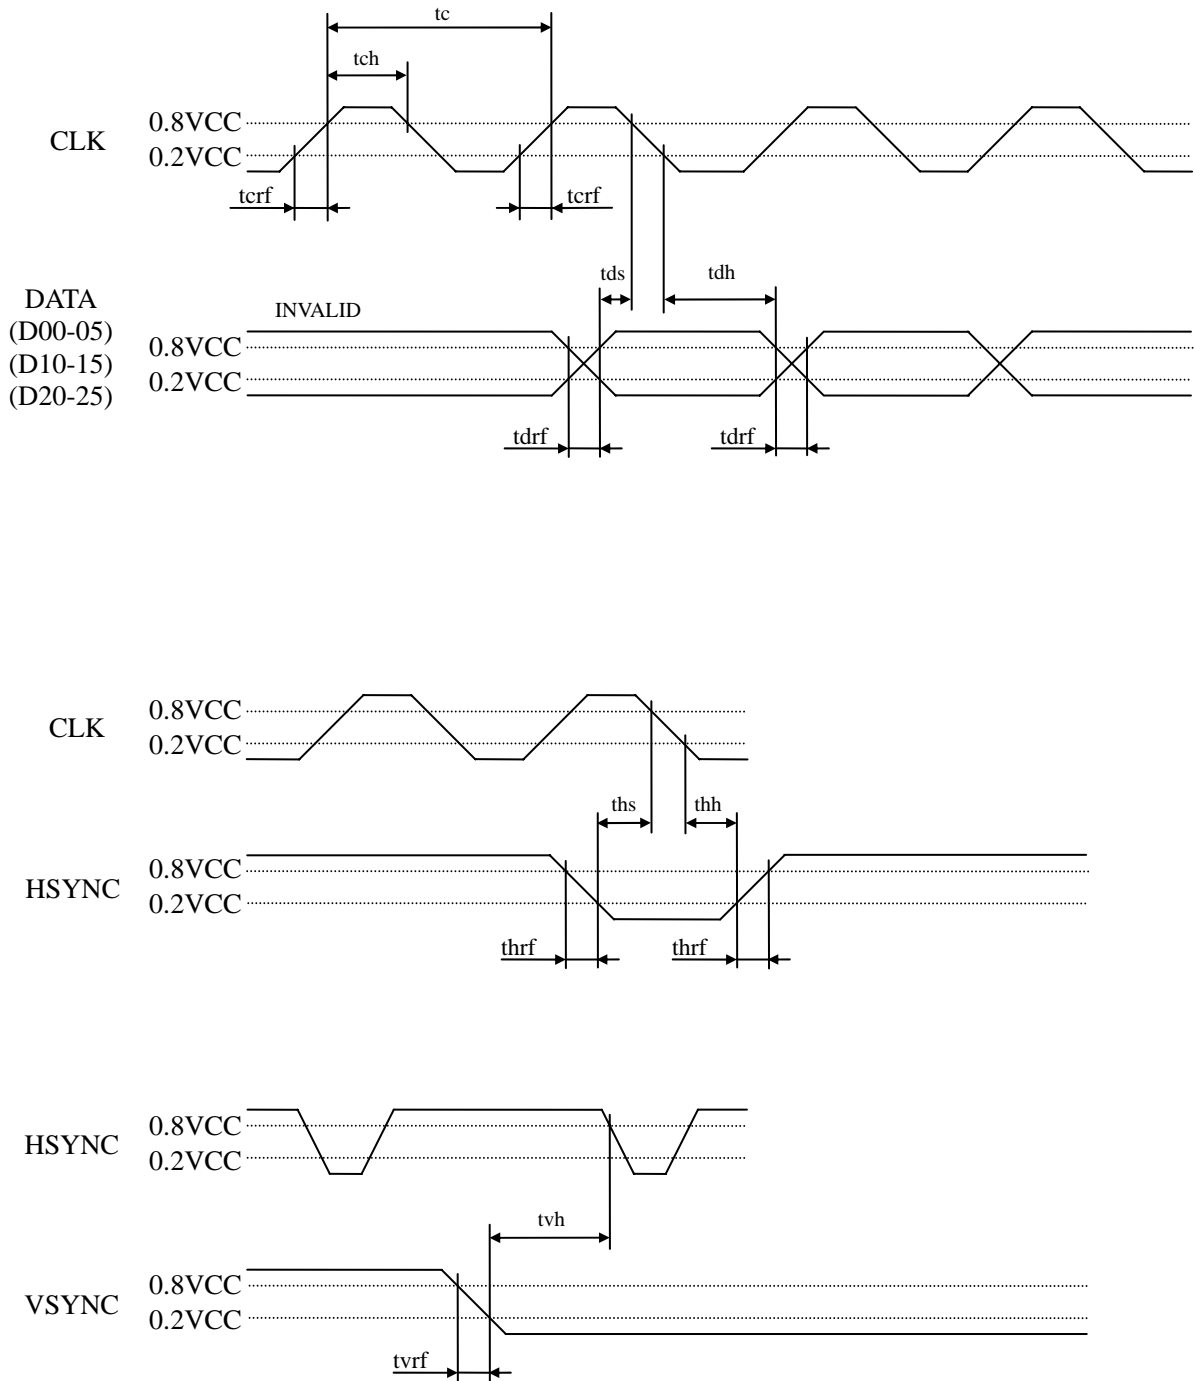 tc
tch
0.8VCC
CLK
0.2VCC
tcrf
tcrf
tds
tdh
DATA
(D00-05)
(D10-15)
(D20-25)
INVALID
0.8VCC
0.2VCC
tdrf
tdrf
0.8VCC
CLK
0.2VCC
ths
thh
0.8VCC
HSYNC
0.2VCC
thrf
thrf
0.8VCC
HSYNC
0.2VCC
tvh
0.8VCC
VSYNC
0.2VCC
tvrf